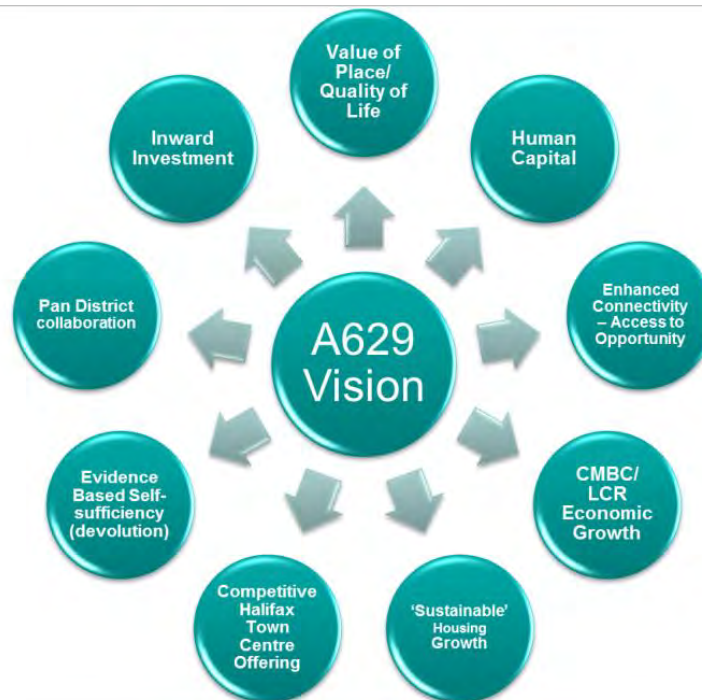 Value of
Place/
Quality of
Life
Human
Capital
Enhanced
Connectivity
– Access to
Opportunity
CMBC/
LCR
Economic
Growth
‘Sustainable’
Housing
Growth
Competitive
Halifax
Town
Centre
Offering
Evidence
Based Self-
sufficiency
(devolution)
Pan District
collaboration
Inward
Investment
A629
Vision